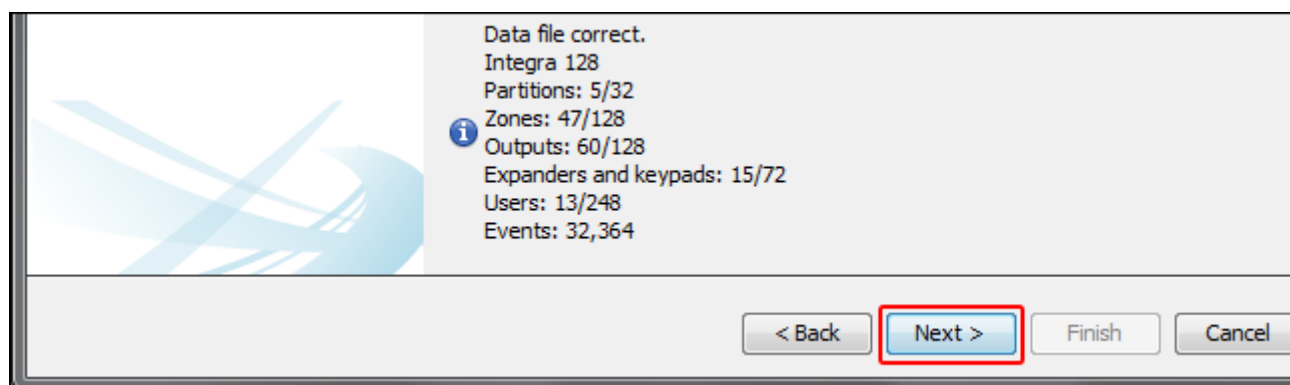 Data file correct.
Integra 128
Partitions: 5/32
Zones: 47/128
Outputs: 60/128
Expanders and keypads: 15/72
Users: 13/248
Events: 32,364
< Back Next > Finish Cancel